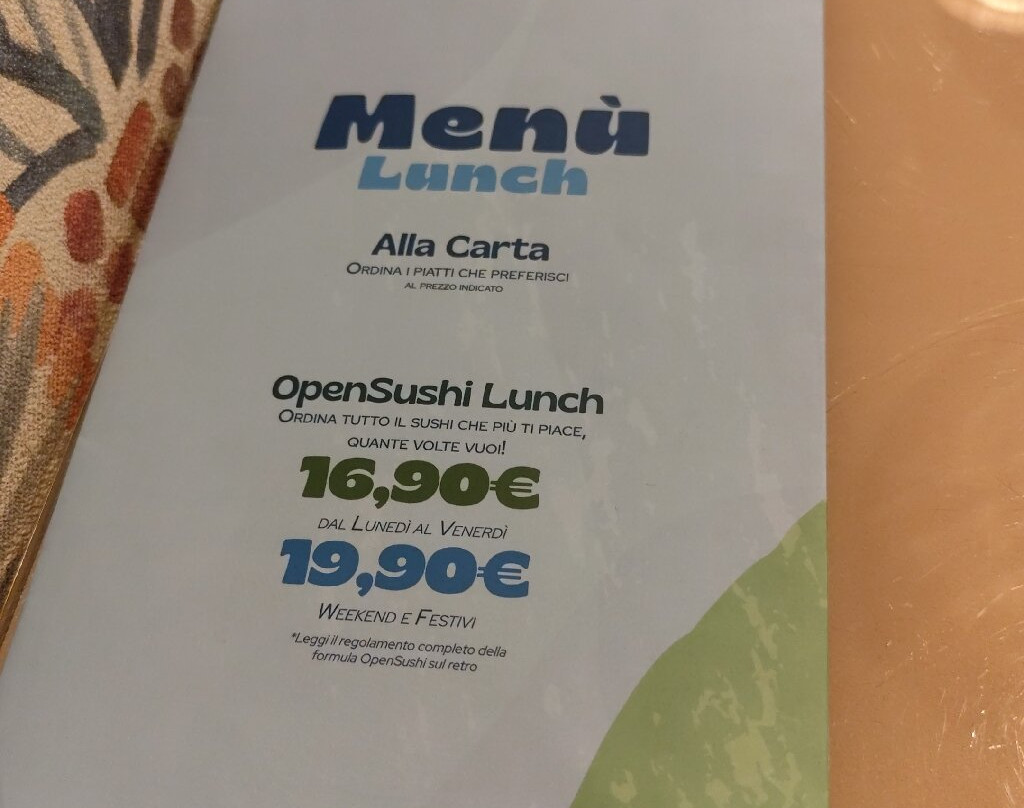 Menù
Lunch
Alla Carta
Ordina i piatti che preferisci
al prezzo indicato
OpenSushi Lunch
Ordina tutto il sushi che più ti piace,
quante volte vuoi!
16,90€
dal Lunedì al Venerdì
19,90€
Weekend e Festivi
*Leggi il regolamento completo della
formula OpenSushi sul retro